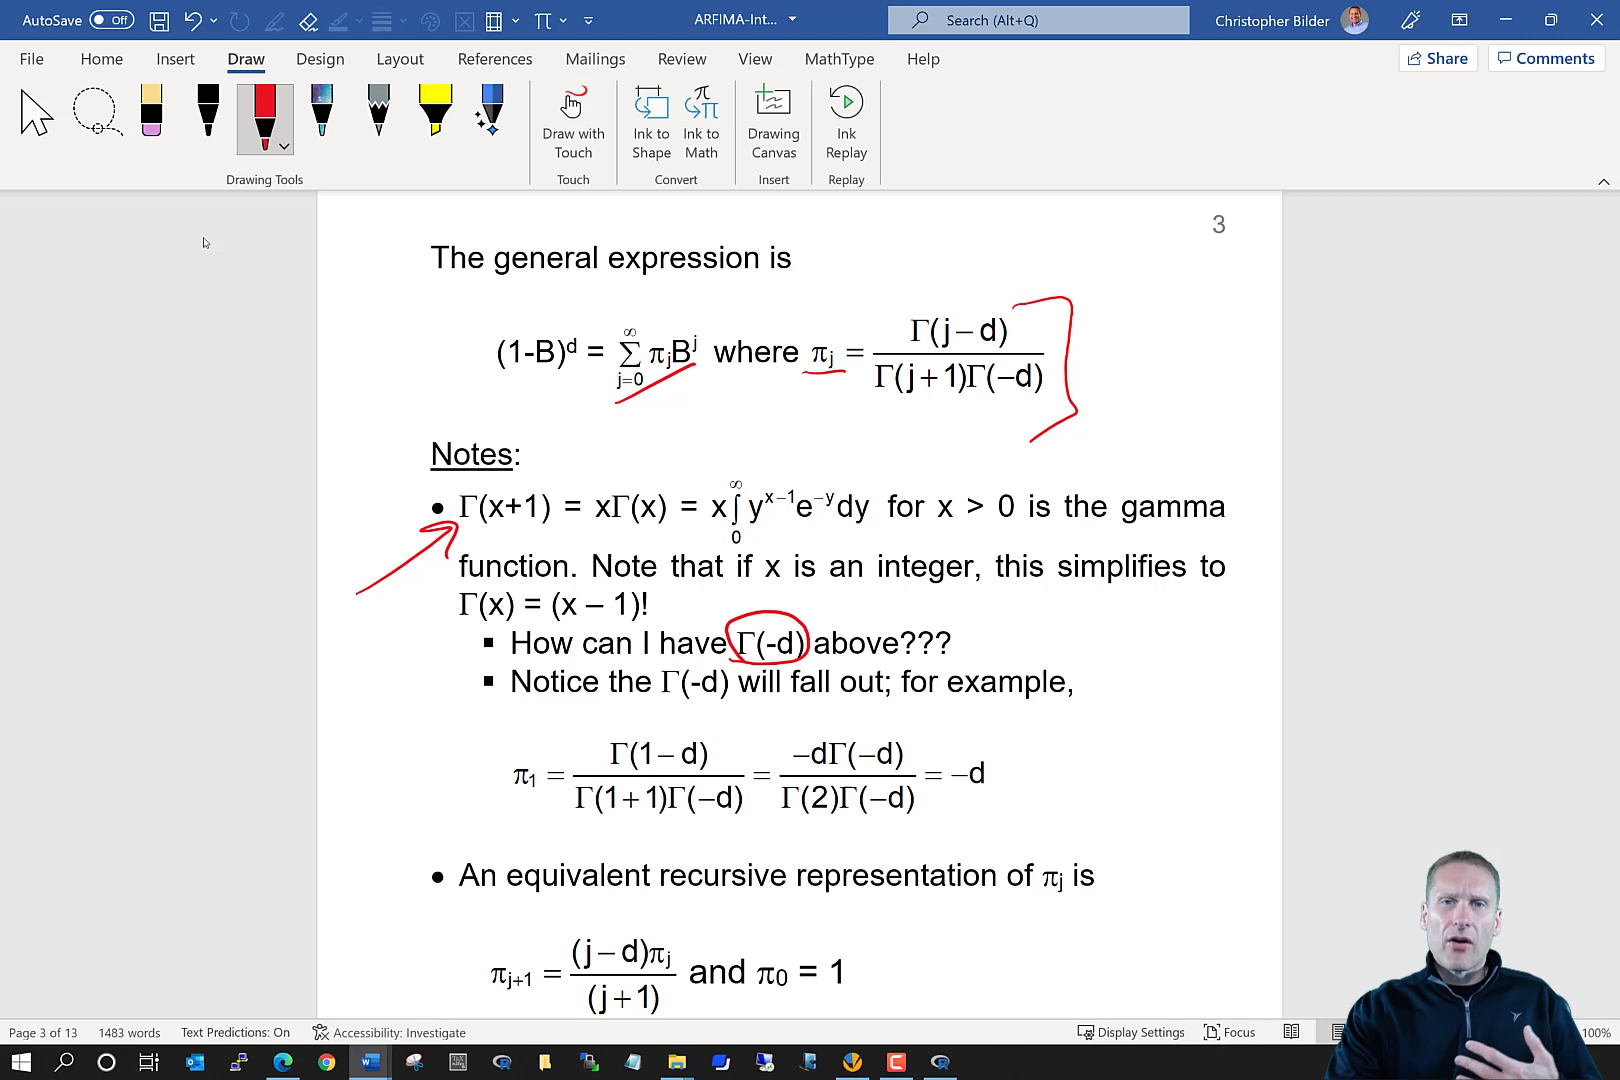 AutoSave Off ARFIMA-Int... Search (Alt+Q) Christopher Bilder
File Home Insert Draw Design Layout References Mailings Review View MathType Help Share Comments
Draw with Touch
Ink to Shape
Ink to Math
Drawing Canvas
Ink Replay
Drawing Tools Touch Convert Insert Replay
3
The general expression is
(1-B)^d = ∑_{j=0}^{∞} π_j B^j where π_j = Γ(j – d) / Γ(j + 1)Γ(–d)
Notes:
• Γ(x+1) = xΓ(x) = x∫_0^∞ y^{x–1}e^{–y}dy for x > 0 is the gamma
function. Note that if x is an integer, this simplifies to
Γ(x) = (x – 1)!
▪ How can I have Γ(-d) above???
▪ Notice the Γ(-d) will fall out; for example,
π_1 = Γ(1 – d) / Γ(1 + 1)Γ(–d) = –dΓ(–d) / Γ(2)Γ(–d) = –d
• An equivalent recursive representation of π_j is
π_{j+1} = (j – d)π_j / (j + 1) and π_0 = 1
Page 3 of 13 1483 words Text Predictions: On Accessibility: Investigate Display Settings Focus 100%